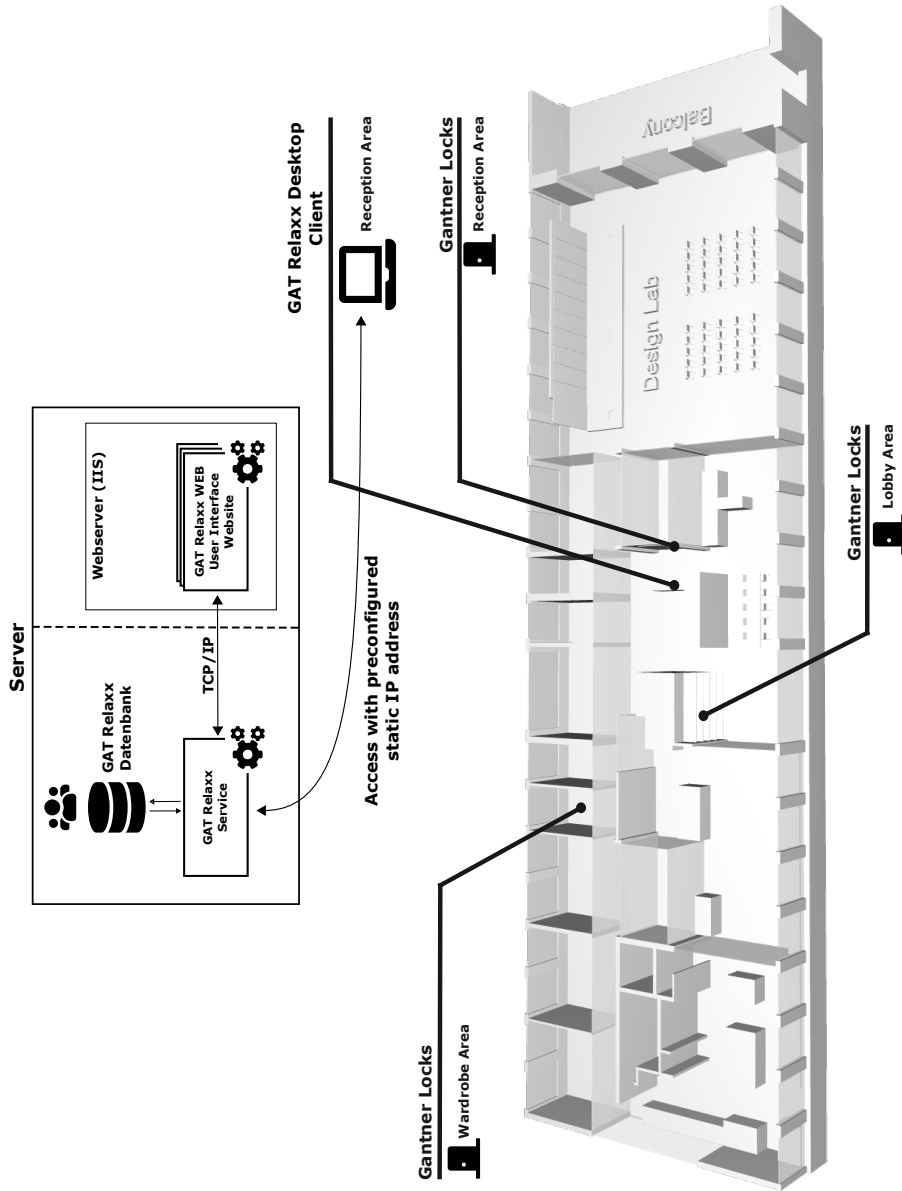 Server
GAT Relaxx
Datenbank
GAT Relaxx
Service
TCP/IP
Webserver (IIS)
GAT Relaxx WEB
User Interface
Website
Access with preconfigured
static IP address
GAT Relaxx Desktop
Client
Reception Area
Gantner Locks
Reception Area
Gantner Locks
Wardrobe Area
Gantner Locks
Lobby Area
Design Lab
Balcony